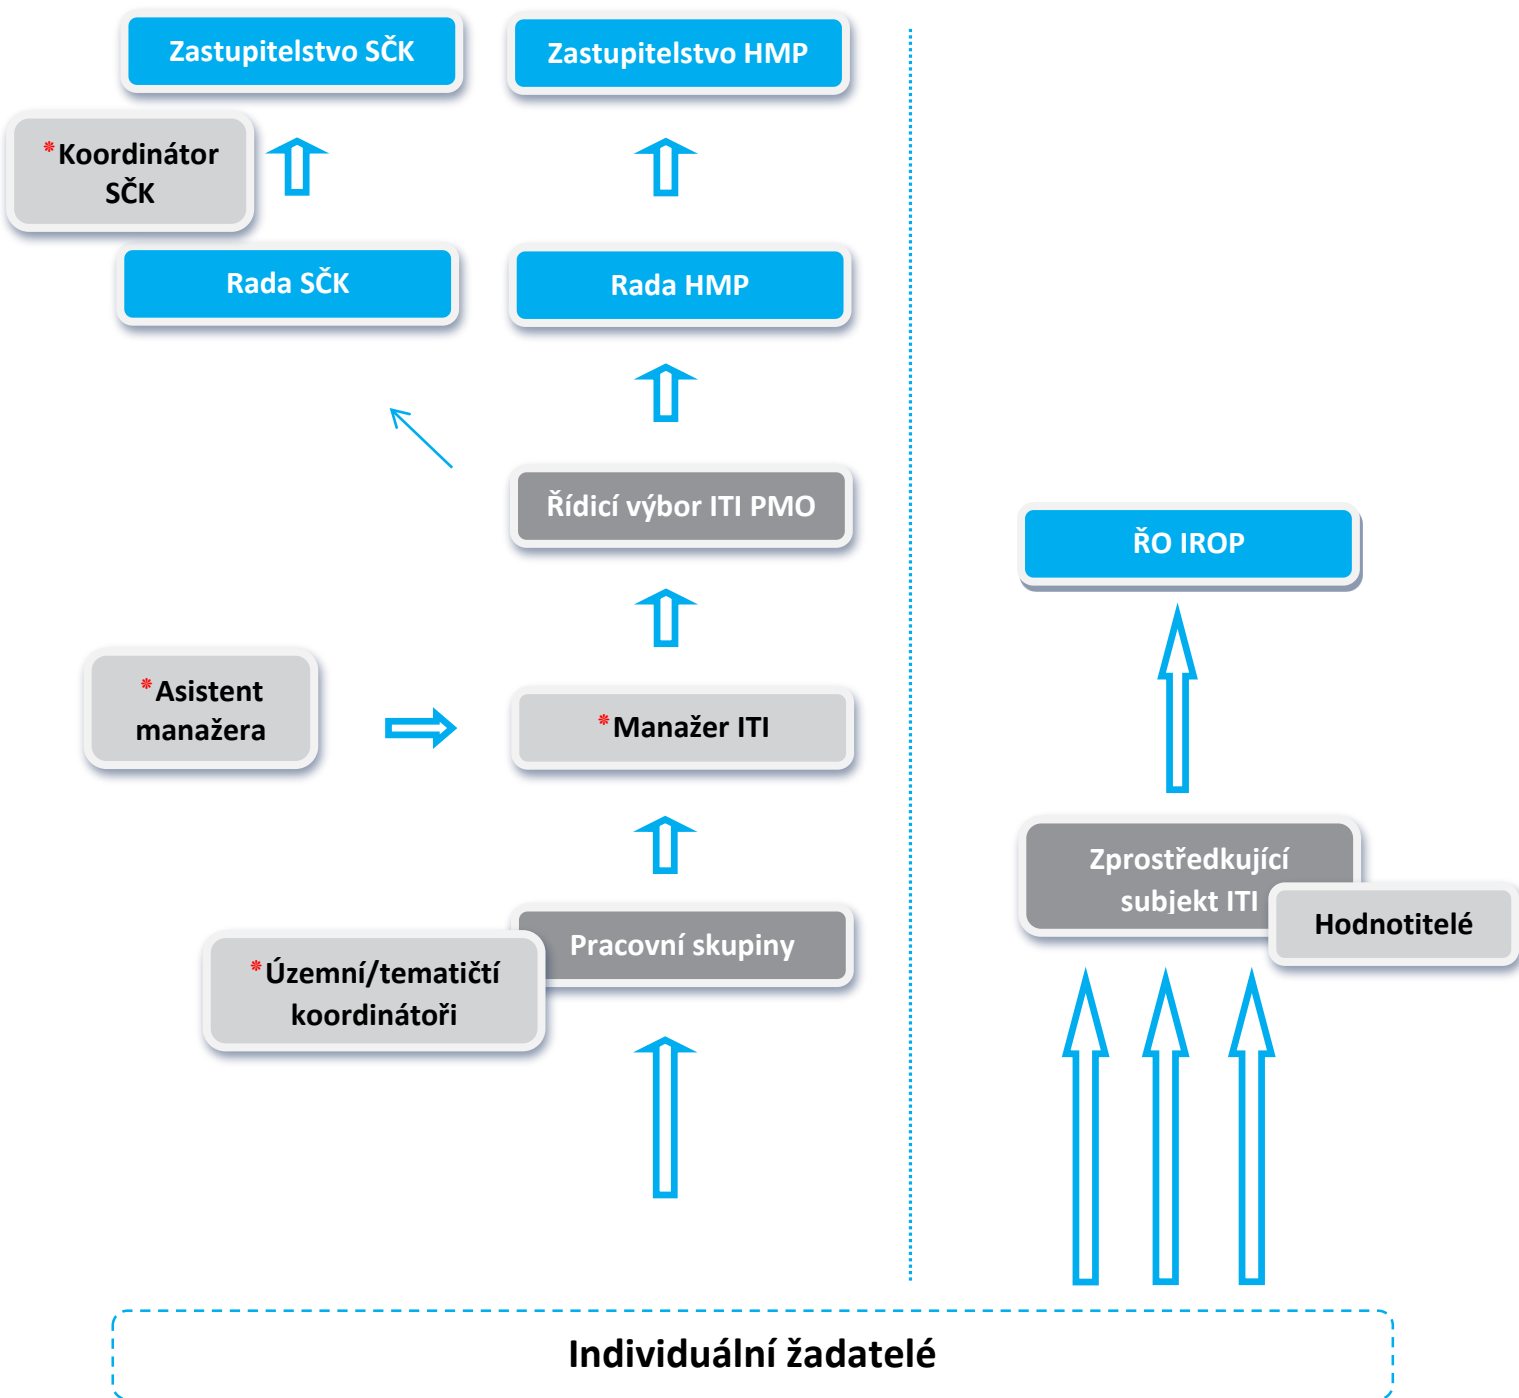 Zastupitelstvo SČK
Zastupitelstvo HMP
*Koordinátor
SČK
Rada SČK
Rada HMP
Řídicí výbor ITI PMO
ŘO IROP
*Asistent
manažera
*Manažer ITI
Zprostředkující
subjekt ITI
Hodnotitelé
Pracovní skupiny
*Územní/tematičtí
koordinátoři
Individuální žadatelé